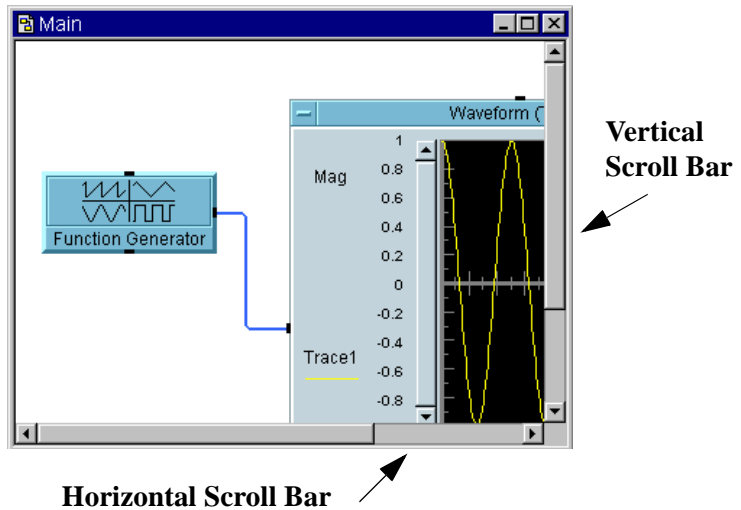 Main
Waveform (
Vertical
Scroll Bar
1
Mag
0.8
0.6
0.4
Function Generator
0.2
0
-0.2
-0.4
Trace1
-0.6
-0.8
Horizontal Scroll Bar